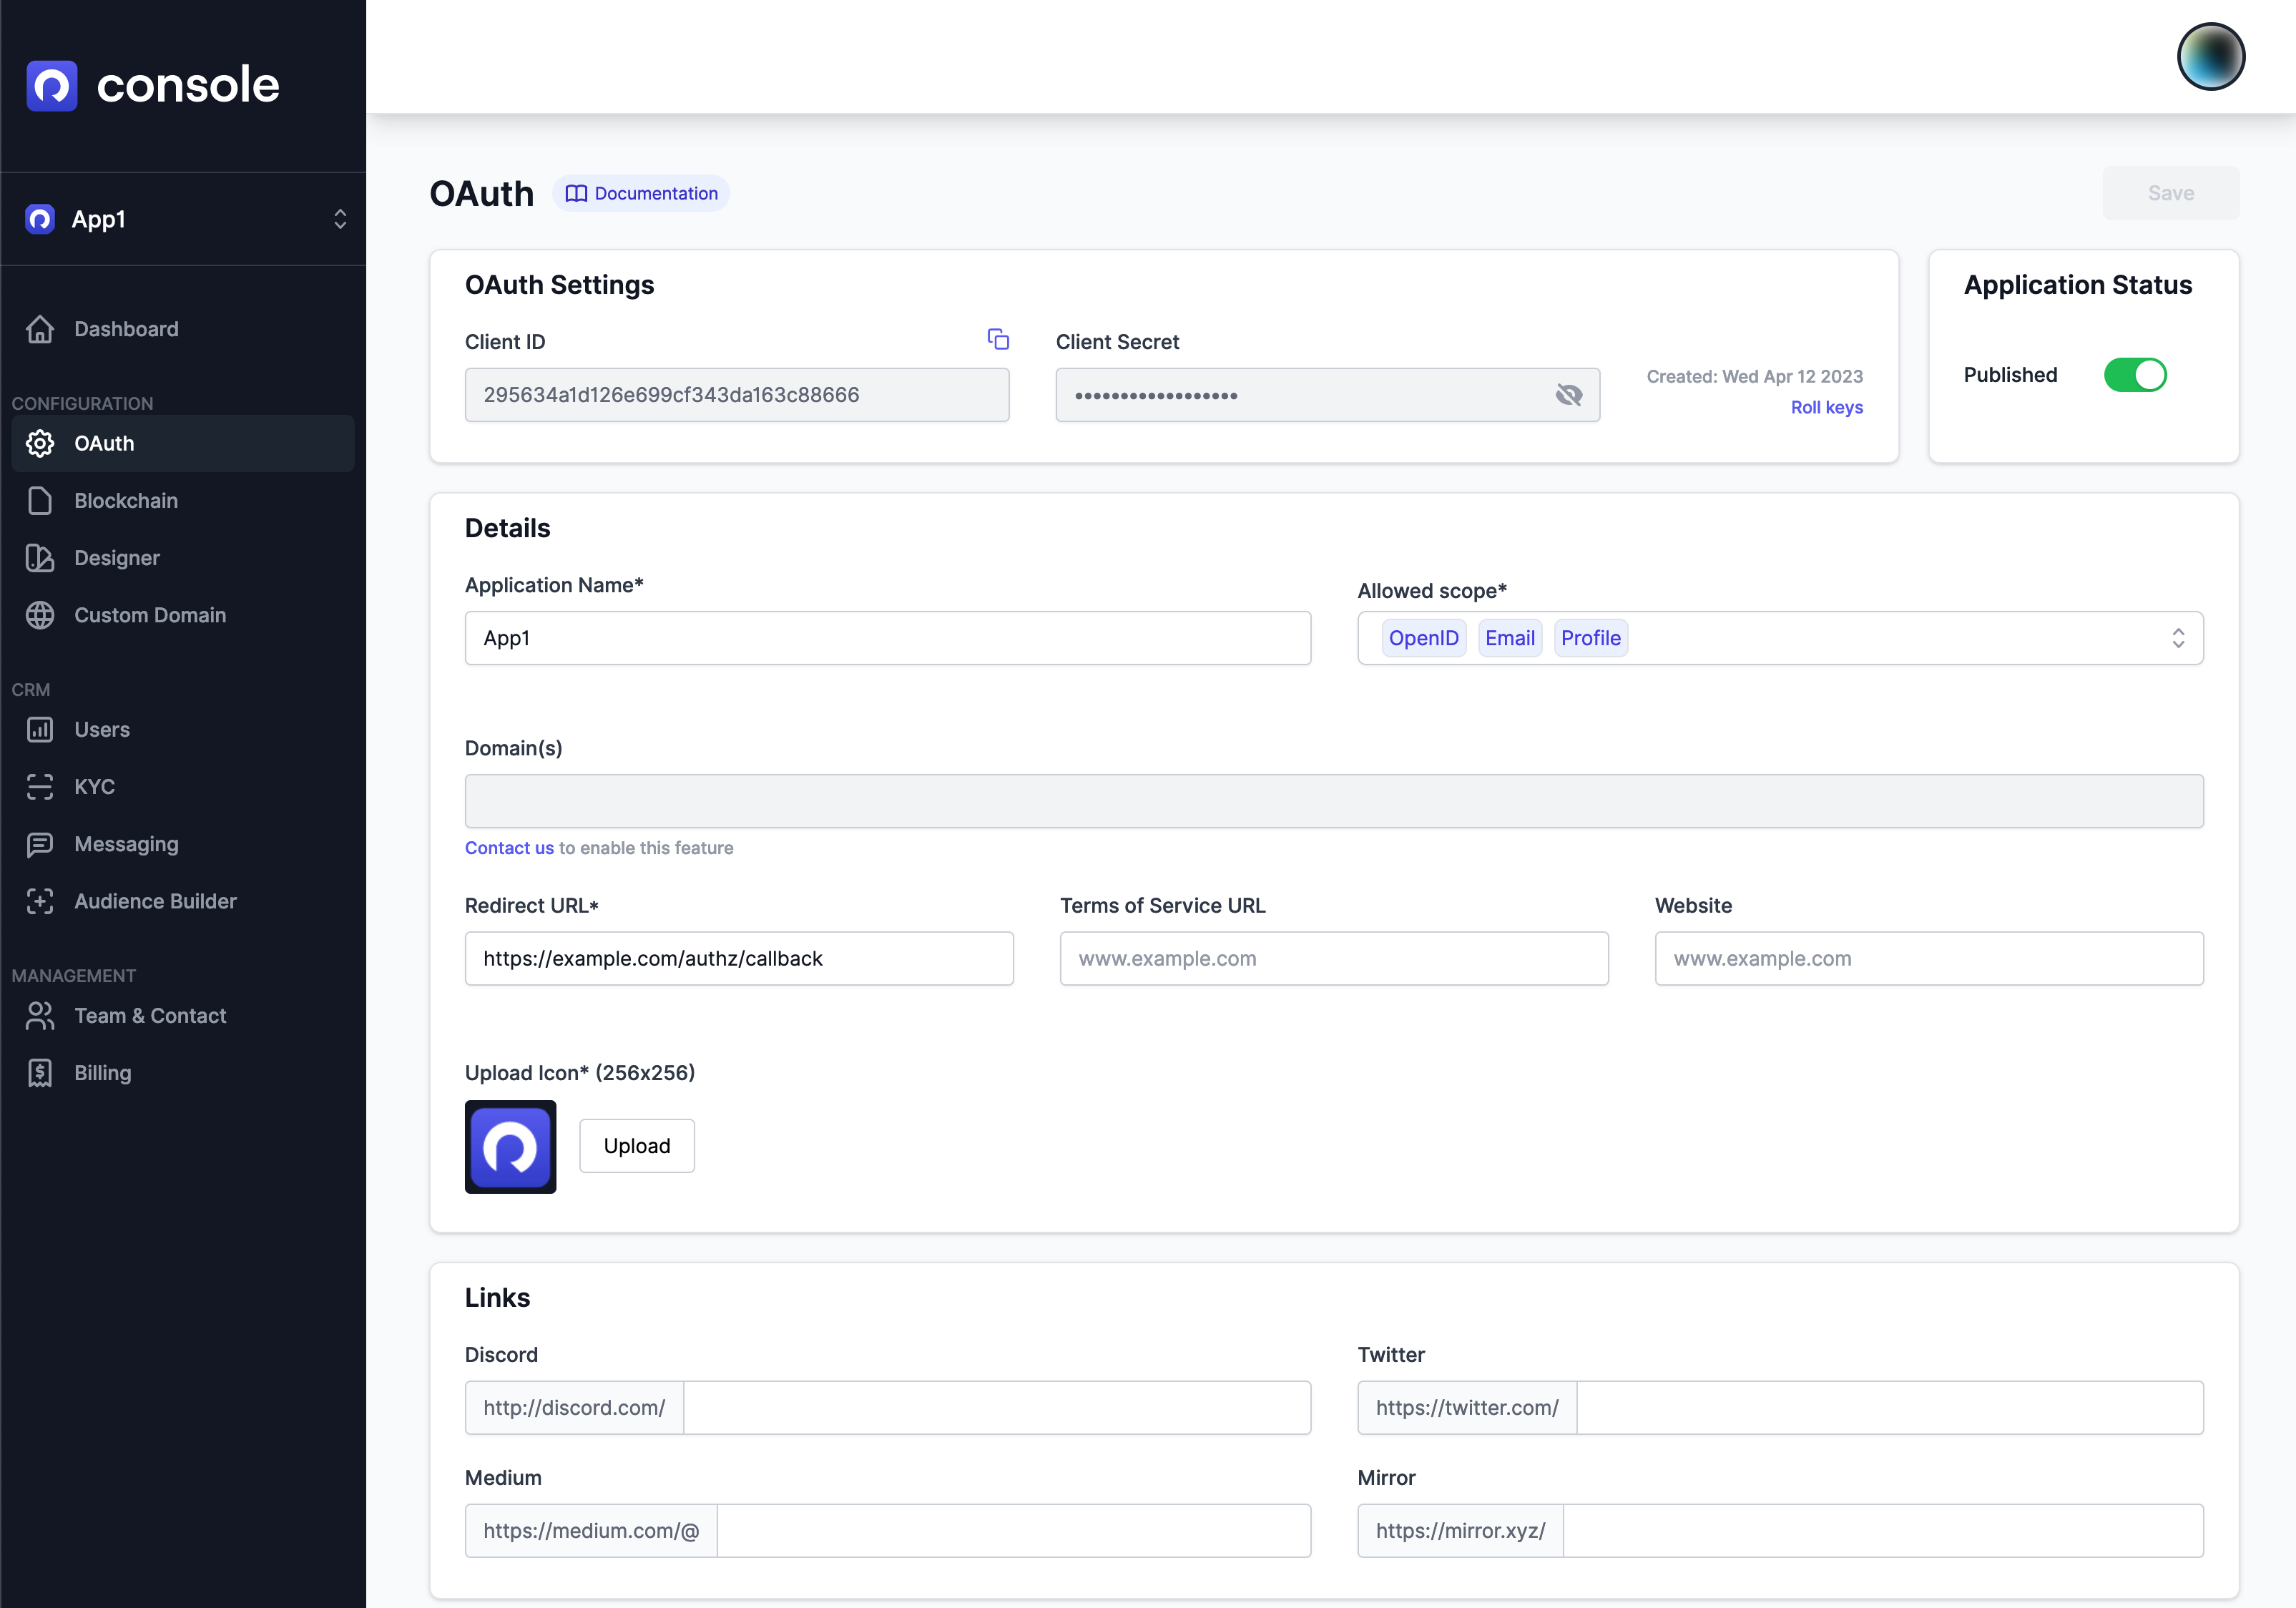 console
App1
Dashboard
CONFIGURATION
OAuth
Blockchain
Designer
Custom Domain
CRM
Users
KYC
Messaging
Audience Builder
MANAGEMENT
Team & Contact
Billing
OAuth Documentation Save
OAuth Settings
Client ID Client Secret
295634a1d126e699cf343da163c88666 ••••••••••••••••••
Created: Wed Apr 12 2023
Roll keys
Application Status
Published
Details
Application Name* Allowed scope*
App1 OpenID Email Profile
Domain(s)
Contact us to enable this feature
Redirect URL* Terms of Service URL Website
https://example.com/authz/callback www.example.com www.example.com
Upload Icon* (256x256)
Upload
Links
Discord Twitter
http://discord.com/ https://twitter.com/
Medium Mirror
https://medium.com/@ https://mirror.xyz/